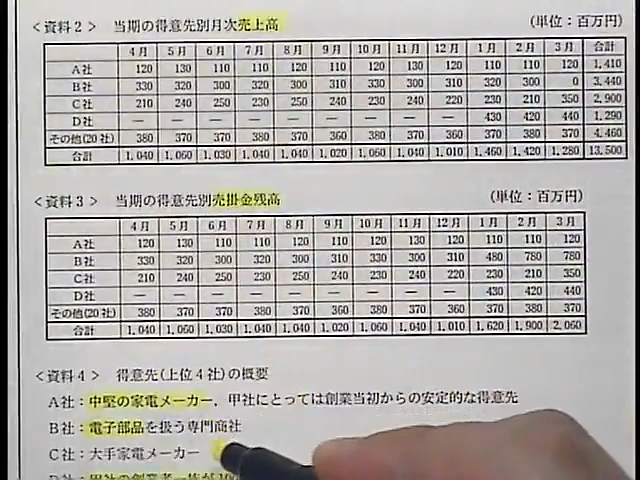 <資料2> 当期の得意先別月次売上高 (単位:百万円)
4月 5月 6月 7月 8月 9月 10月 11月 12月 1月 2月 3月 合計
A社 120 130 110 110 120 110 120 130 120 110 110 120 1,410
B社 330 320 300 320 300 310 330 300 310 320 300 0 3,440
C社 210 240 250 230 250 240 230 240 220 230 210 350 2,900
D社 — — — — — — — — — 430 420 440 1,290
その他(20社) 380 370 370 380 370 360 380 370 360 370 380 370 4,460
合計 1,040 1,060 1,030 1,040 1,040 1,020 1,060 1,040 1,010 1,460 1,420 1,280 13,500
<資料3> 当期の得意先別売掛金残高 (単位:百万円)
4月 5月 6月 7月 8月 9月 10月 11月 12月 1月 2月 3月
A社 120 130 110 110 120 110 120 130 120 110 110 120
B社 330 320 300 320 300 310 330 300 310 480 780 780
C社 210 240 250 230 250 240 230 240 220 230 210 350
D社 — — — — — — — — — 430 420 440
その他(20社) 380 370 370 380 370 360 380 370 360 370 380 370
合計 1,040 1,060 1,030 1,040 1,040 1,020 1,060 1,040 1,010 1,620 1,900 2,060
<資料4> 得意先(上位4社)の概要
A社:中堅の家電メーカー,甲社にとっては創業当初からの安定的な得意先
B社:電子部品を扱う専門商社
C社:大手家電メーカー